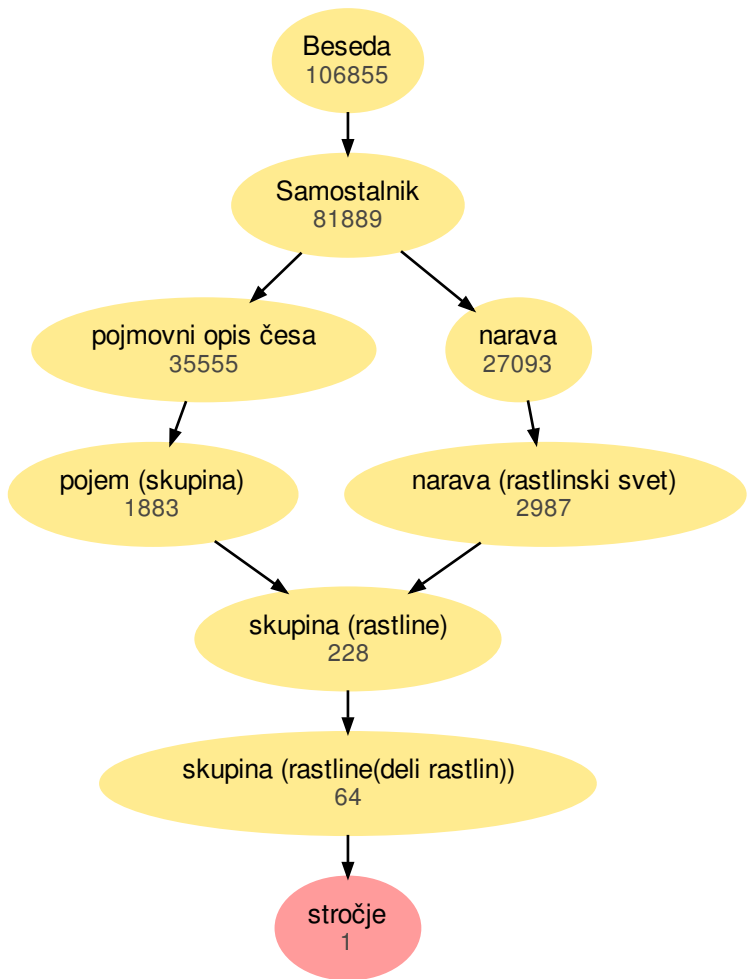 Beseda
106855
Samostalnik
81889
pojmovni opis česa
35555
narava
27093
pojem (skupina)
1883
narava (rastlinski svet)
2987
skupina (rastline)
228
skupina (rastline(deli rastlin))
64
stročje
1